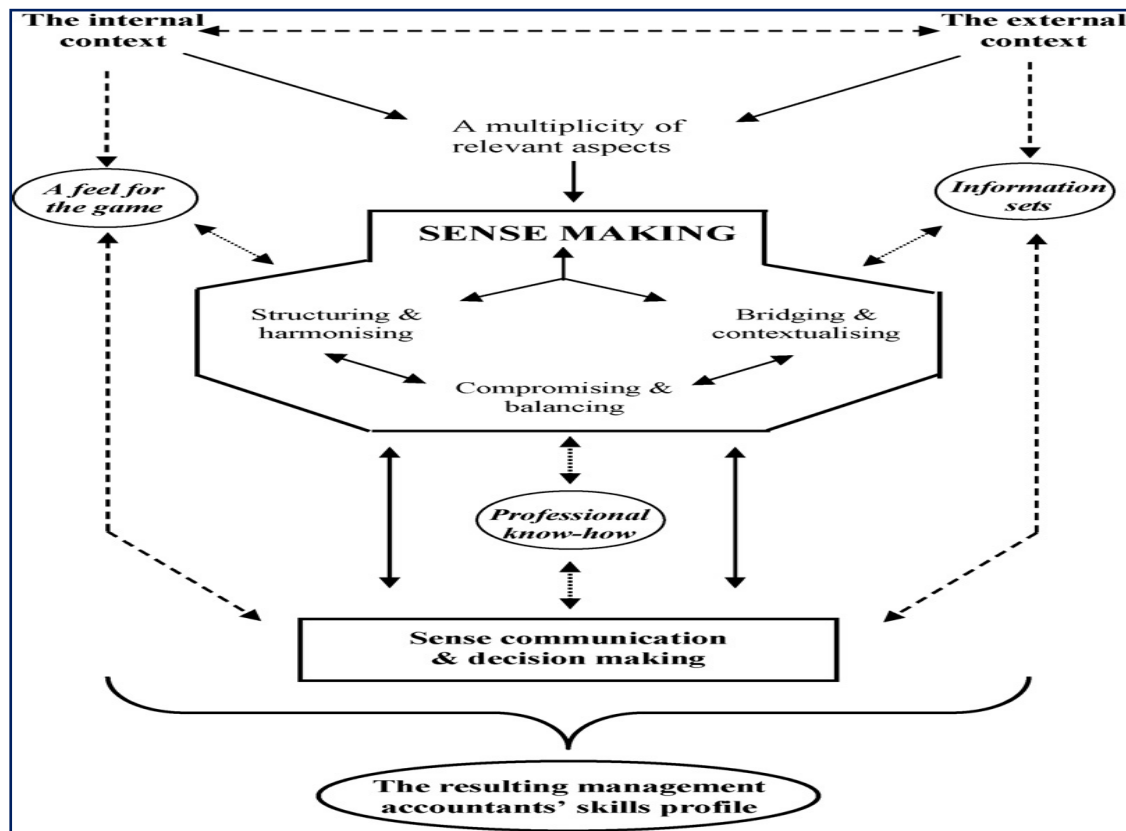 The internal
context
The external
context
A multiplicity of
relevant aspects
A feel for
the game
Information
sets
SENSE MAKING
Structuring &
harmonising
Bridging &
contextualising
Compromising &
balancing
Professional
know-how
Sense communication
& decision making
The resulting management
accountants’ skills profile